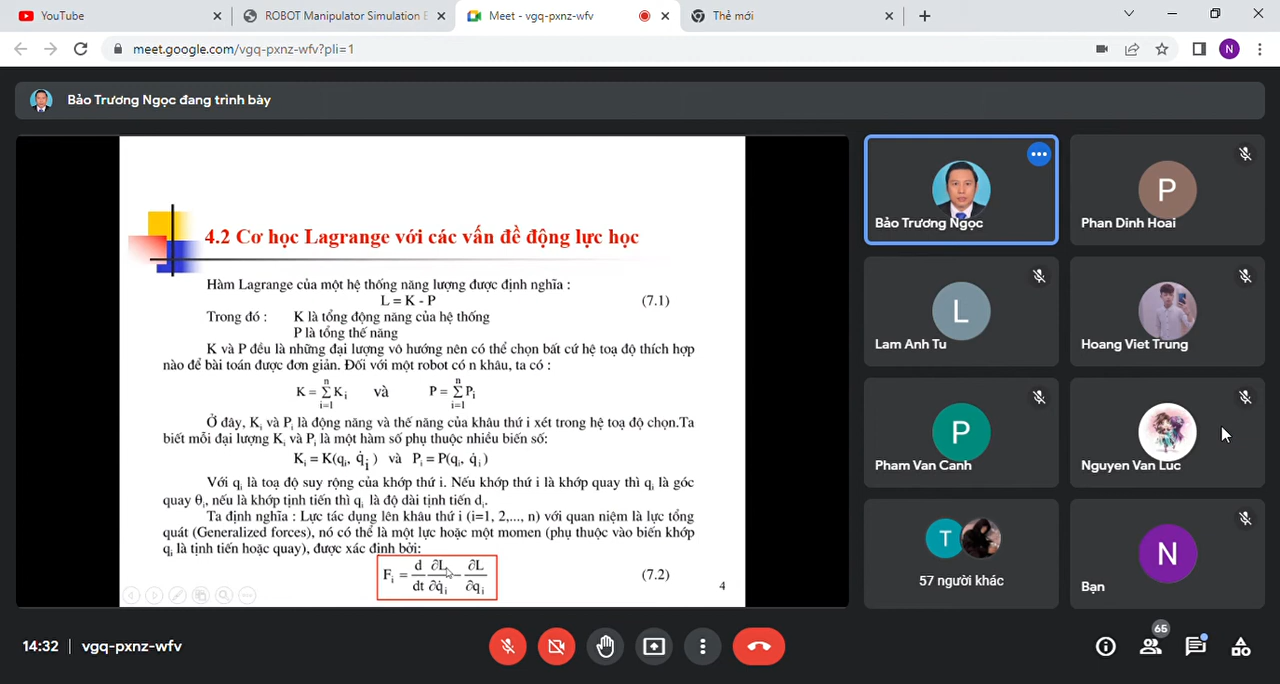 YouTube
ROBOT Manipulator Simulation E
Meet - vgq-pxnz-wfv
Thẻ mới
meet.google.com/vgq-pxnz-wfv?pli=1
N
Bảo Trương Ngọc đang trình bày
4.2 Cơ học Lagrange với các vấn đề động lực học
Hàm Lagrange của một hệ thống năng lượng được định nghĩa :
L = K - P (7.1)
Trong đó : K là tổng động năng của hệ thống
P là tổng thế năng
K và P đều là những đại lượng vô hướng nên có thể chọn bất cứ hệ toạ độ thích hợp
nào để bài toán được đơn giản. Đối với một robot có n khâu, ta có :
K = ∑ⁿᵢ₌₁ Kᵢ và P = ∑ⁿᵢ₌₁ Pᵢ
Ở đây, Kᵢ và Pᵢ là động năng và thế năng của khâu thứ i xét trong hệ toạ độ chọn.Ta
biết mỗi đại lượng Kᵢ và Pᵢ là một hàm số phụ thuộc nhiều biến số:
Kᵢ = K(qᵢ, q̇ᵢ) và Pᵢ = P(qᵢ, q̇ᵢ)
Với qᵢ là toạ độ suy rộng của khớp thứ i. Nếu khớp thứ i là khớp quay thì qᵢ là góc
quay θᵢ, nếu là khớp tịnh tiến thì qᵢ là độ dài tịnh tiến dᵢ.
Ta định nghĩa : Lực tác dụng lên khâu thứ i (i=1, 2,..., n) với quan niệm là lực tổng
quát (Generalized forces), nó có thể là một lực hoặc một momen (phụ thuộc vào biến khớp
qᵢ là tịnh tiến hoặc quay), được xác định bởi:
Fᵢ = d/dt ∂L/∂q̇ᵢ − ∂L/∂qᵢ (7.2)
4
Bảo Trương Ngọc
P
Phan Dinh Hoai
L
Lam Anh Tu
Hoang Viet Trung
P
Pham Van Canh
Nguyen Van Luc
T
57 người khác
N
Bạn
14:32 | vgq-pxnz-wfv
65